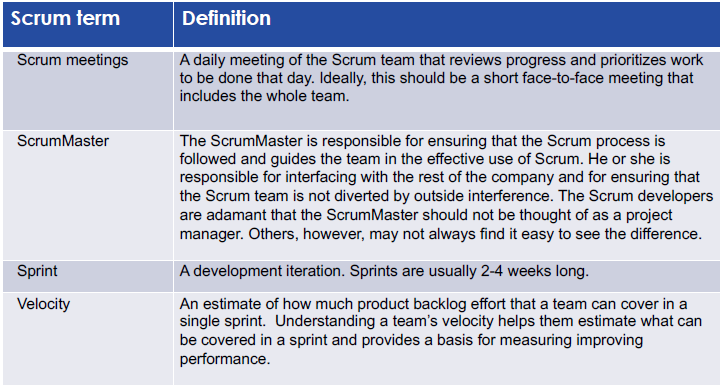 Scrum term Definition
Scrum meetings A daily meeting of the Scrum team that reviews progress and prioritizes work
to be done that day. Ideally, this should be a short face-to-face meeting that
includes the whole team.
ScrumMaster The ScrumMaster is responsible for ensuring that the Scrum process is
followed and guides the team in the effective use of Scrum. He or she is
responsible for interfacing with the rest of the company and for ensuring that
the Scrum team is not diverted by outside interference. The Scrum developers
are adamant that the ScrumMaster should not be thought of as a project
manager. Others, however, may not always find it easy to see the difference.
Sprint A development iteration. Sprints are usually 2-4 weeks long.
Velocity An estimate of how much product backlog effort that a team can cover in a
single sprint. Understanding a team’s velocity helps them estimate what can
be covered in a sprint and provides a basis for measuring improving
performance.